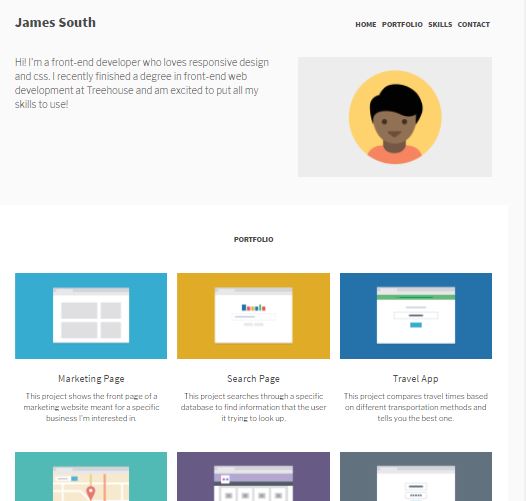 James South
HOME PORTFOLIO SKILLS CONTACT
Hi! I'm a front-end developer who loves responsive design
and css. I recently finished a degree in front-end web
development at Treehouse and am excited to put all my
skills to use!
PORTFOLIO
Marketing Page
This project shows the front page of a
marketing website meant for a specific
business I'm interested in.
Search Page
This project searches through a specific
database to find information that the user
it trying to look up.
Travel App
This project compares travel times based
on different transportation methods and
tells you the best one.